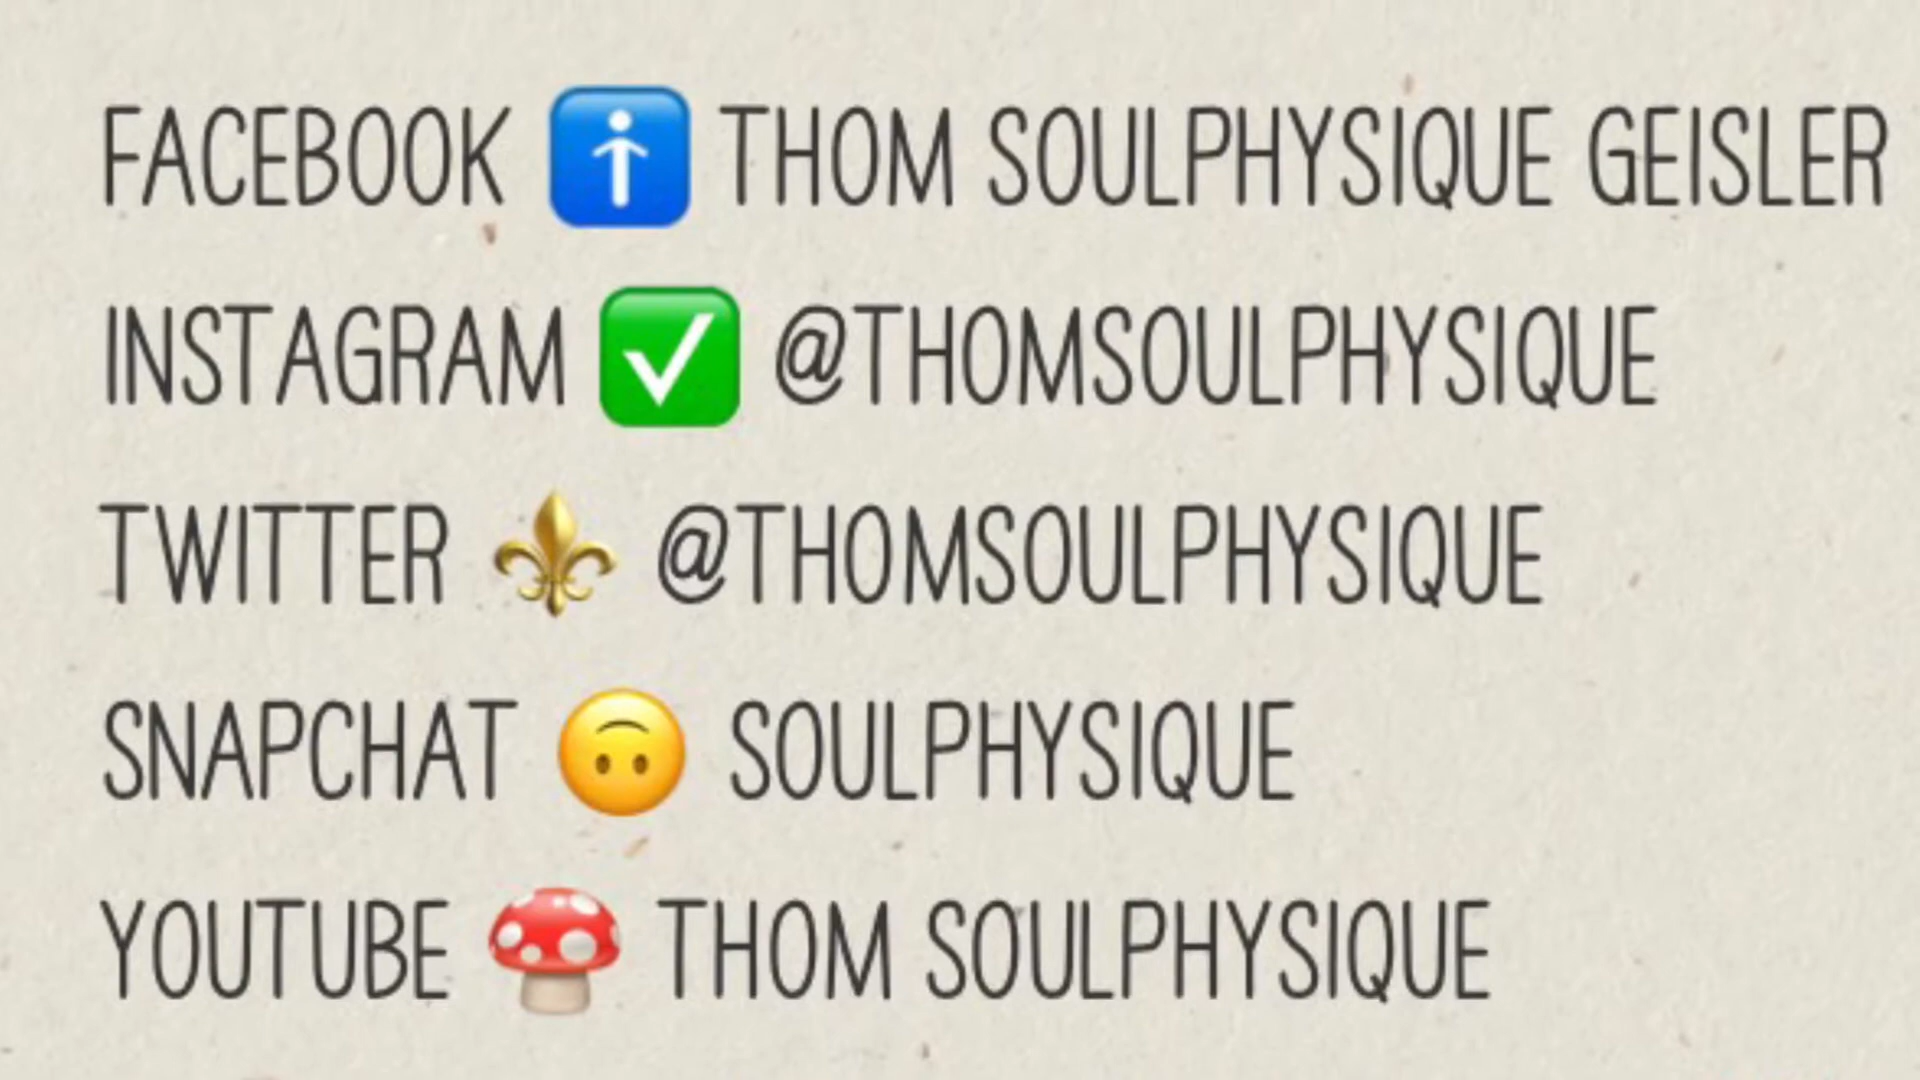 FACEBOOK THOM SOULPHYSIQUE GEISLER
INSTAGRAM ✅ @THOMSOULPHYSIQUE
TWITTER ⚜️ @THOMSOULPHYSIQUE
SNAPCHAT 🙃 SOULPHYSIQUE
YOUTUBE 🍄 THOM SOULPHYSIQUE